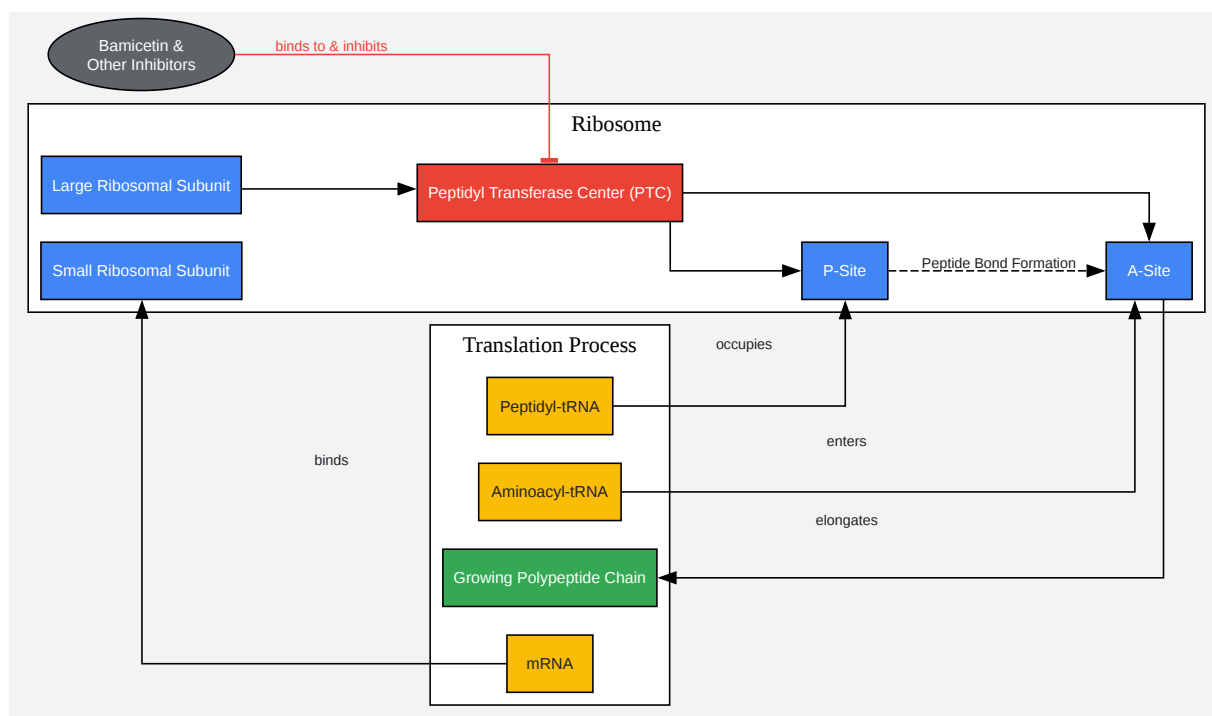 Bamicetin &
Other Inhibitors
binds to & inhibits
Ribosome
Large Ribosomal Subunit
Peptidyl Transferase Center (PTC)
Small Ribosomal Subunit
P-Site
Peptide Bond Formation
A-Site
Translation Process
occupies
Peptidyl-tRNA
enters
binds
Aminoacyl-tRNA
elongates
Growing Polypeptide Chain
mRNA